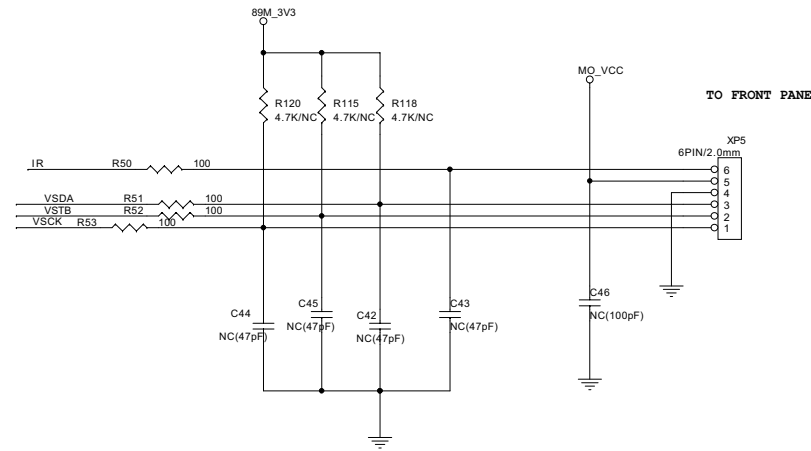 89M_3V3
MO_VCC
TO FRONT PANE
R120
4.7K/NC
R115
4.7K/NC
R118
4.7K/NC
XP5
6PIN/2.0mm
IR
R50
100
6
5
4
3
2
1
VSDA
R51
100
VSTB
R52
100
VSCK
R53
100
C44
NC(47pF)
C45
NC(47pF)
C42
NC(47pF)
C43
NC(47pF)
C46
NC(100pF)